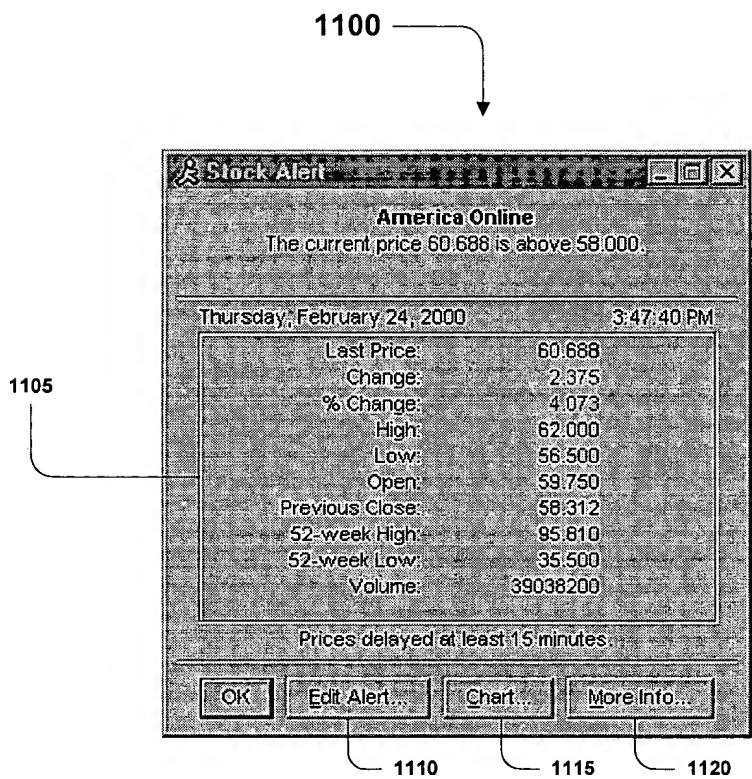 1100
Stock Alert
America Online
The current price 60.688 is above 58.000.
Thursday, February 24, 2000 3:47:40 PM
Last Price: 60.688
Change: 2.375
% Change: 4.073
High: 62.000
Low: 56.500
Open: 59.750
Previous Close: 58.312
52-week High: 95.810
52-week Low: 35.500
Volume: 39038200
1105
Prices delayed at least 15 minutes.
OK Edit Alert... Chart... More Info...
1110 1115 1120